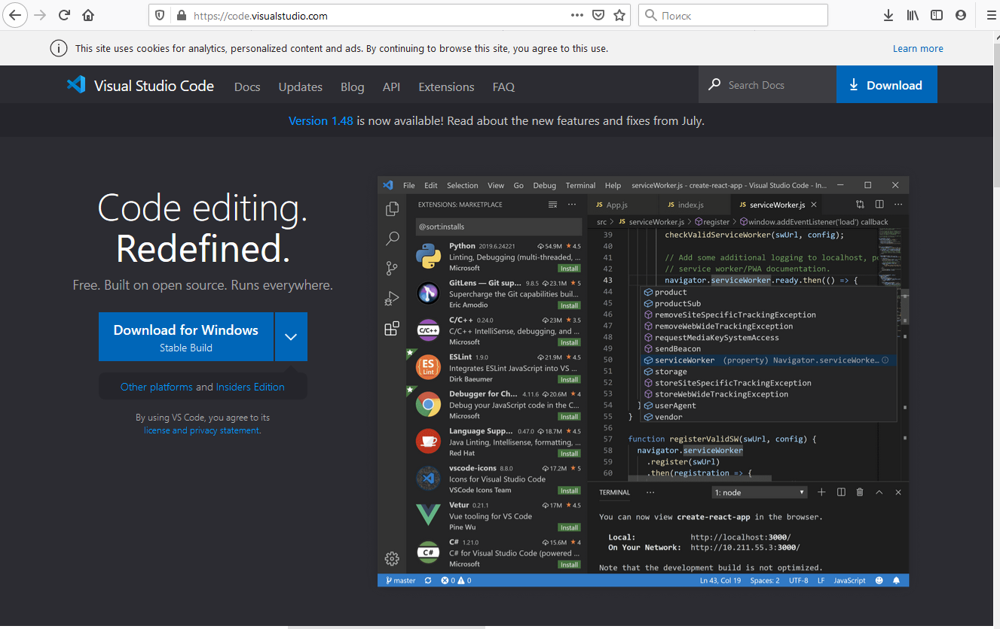 https://code.visualstudio.com
Поиск
This site uses cookies for analytics, personalized content and ads. By continuing to browse this site, you agree to this use.
Learn more
Visual Studio Code
Docs
Updates
Blog
API
Extensions
FAQ
Search Docs
Download
Version 1.48 is now available! Read about the new features and fixes from July.
Code editing.
Redefined.
Free. Built on open source. Runs everywhere.
Download for Windows
Stable Build
Other platforms and Insiders Edition
By using VS Code, you agree to its
license and privacy statement.
File Edit Selection View Go Debug Terminal Help serviceWorker.js - create-react-app - Visual Studio Code - In...
EXTENSIONS: MARKETPLACE
@sort:installs
Python 2019.6.24221 54.9M ★ 4.5
Linting, Debugging (multi-threaded, ...
Microsoft Install
GitLens — Git sup... 9.8.5 23.1M ★ 5
Supercharge the Git capabilities buil...
Eric Amodio Install
C/C++
C/C++ 0.24.0 23M ★ 3.5
C/C++ IntelliSense, debugging, and ...
Microsoft Install
ES
Lint
ESLint 1.9.0 21.9M ★ 4.5
Integrates ESLint JavaScript into VS ...
Dirk Baeumer Install
Debugger for Ch... 4.11.6 20.6M ★ 4
Debug your JavaScript code in the C...
Microsoft Install
Language Supp... 0.47.0 18.7M ★ 4.5
Java Linting, Intellisense, formatting, ...
Red Hat Install
vscode-icons 8.8.0 17.2M ★ 5
Icons for Visual Studio Code
VSCode Icons Team Install
Vetur 0.21.1 17M ★ 4.5
Vue tooling for VS Code
Pine Wu Install
C#
C# 1.21.0 15.6M ★ 4
C# for Visual Studio Code (powered ...
Microsoft Install
JS App.js
JS index.js
JS serviceWorker.js
src > JS serviceWorker.js > register > window.addEventListener('load') callback
39 checkValidServiceWorker(swUrl, config);
40
41 // Add some additional logging to localhost, po
42 // service worker/PWA documentation.
43 navigator.serviceWorker.ready.then(() => {
44 product
45 productSub
46 removeSiteSpecificTrackingException
47 removeWebWideTrackingException
48 requestMediaKeySystemAccess
49 sendBeacon
50 serviceWorker (property) Navigator.serviceWorke...
51 storage
52 storeSiteSpecificTrackingException
53 storeWebWideTrackingException
54 } userAgent
55 } vendor
56
57 function registerValidSW(swUrl, config) {
58 navigator.serviceWorker
59 .register(swUrl)
60 .then(registration => {
TERMINAL ... 1: node
You can now view create-react-app in the browser.
Local: http://localhost:3000/
On Your Network: http://10.211.55.3:3000/
Note that the development build is not optimized.
master 0 0 Ln 43, Col 19 Spaces: 2 UTF-8 LF JavaScript